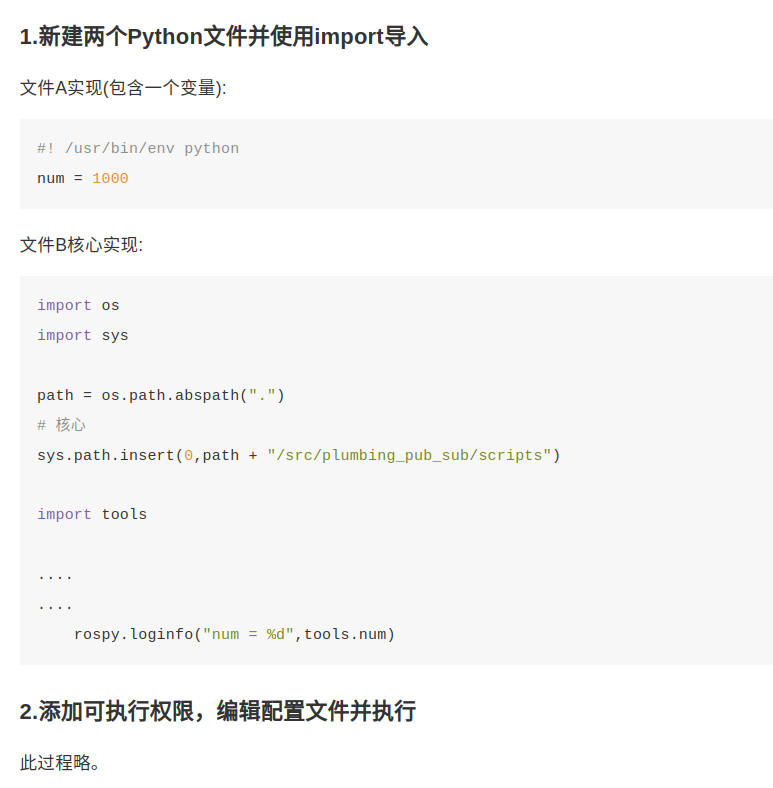 1.新建两个Python文件并使用import导入
文件A实现(包含一个变量):
#! /usr/bin/env python
num = 1000
文件B核心实现:
import os
import sys
path = os.path.abspath(".")
# 核心
sys.path.insert(0,path + "/src/plumbing_pub_sub/scripts")
import tools
....
....
    rospy.loginfo("num = %d",tools.num)
2.添加可执行权限，编辑配置文件并执行
此过程略。